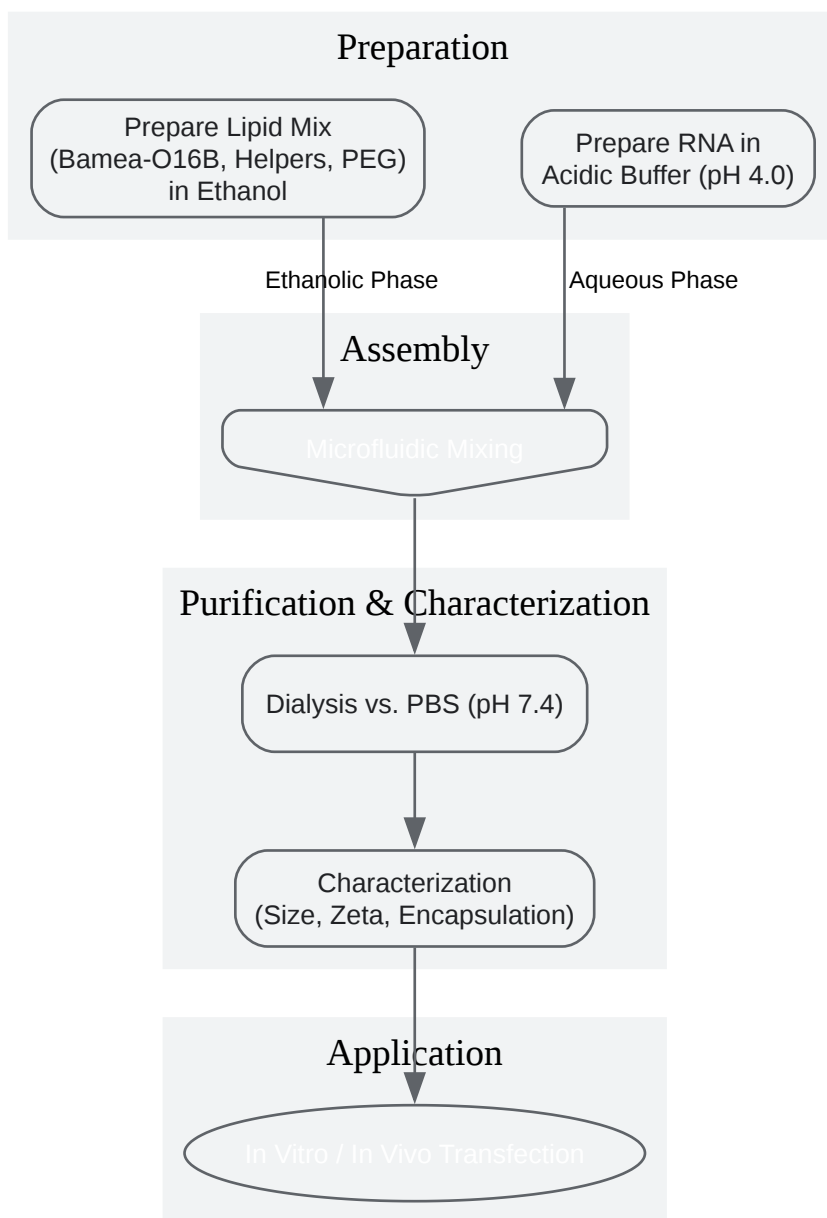 Preparation
Prepare Lipid Mix
(Bamea-O16B, Helpers, PEG)
in Ethanol
Prepare RNA in
Acidic Buffer (pH 4.0)
Ethanolic Phase
Aqueous Phase
Assembly
Microfluidic Mixing
Purification & Characterization
Dialysis vs. PBS (pH 7.4)
Characterization
(Size, Zeta, Encapsulation)
Application
In Vitro / In Vivo Transfection